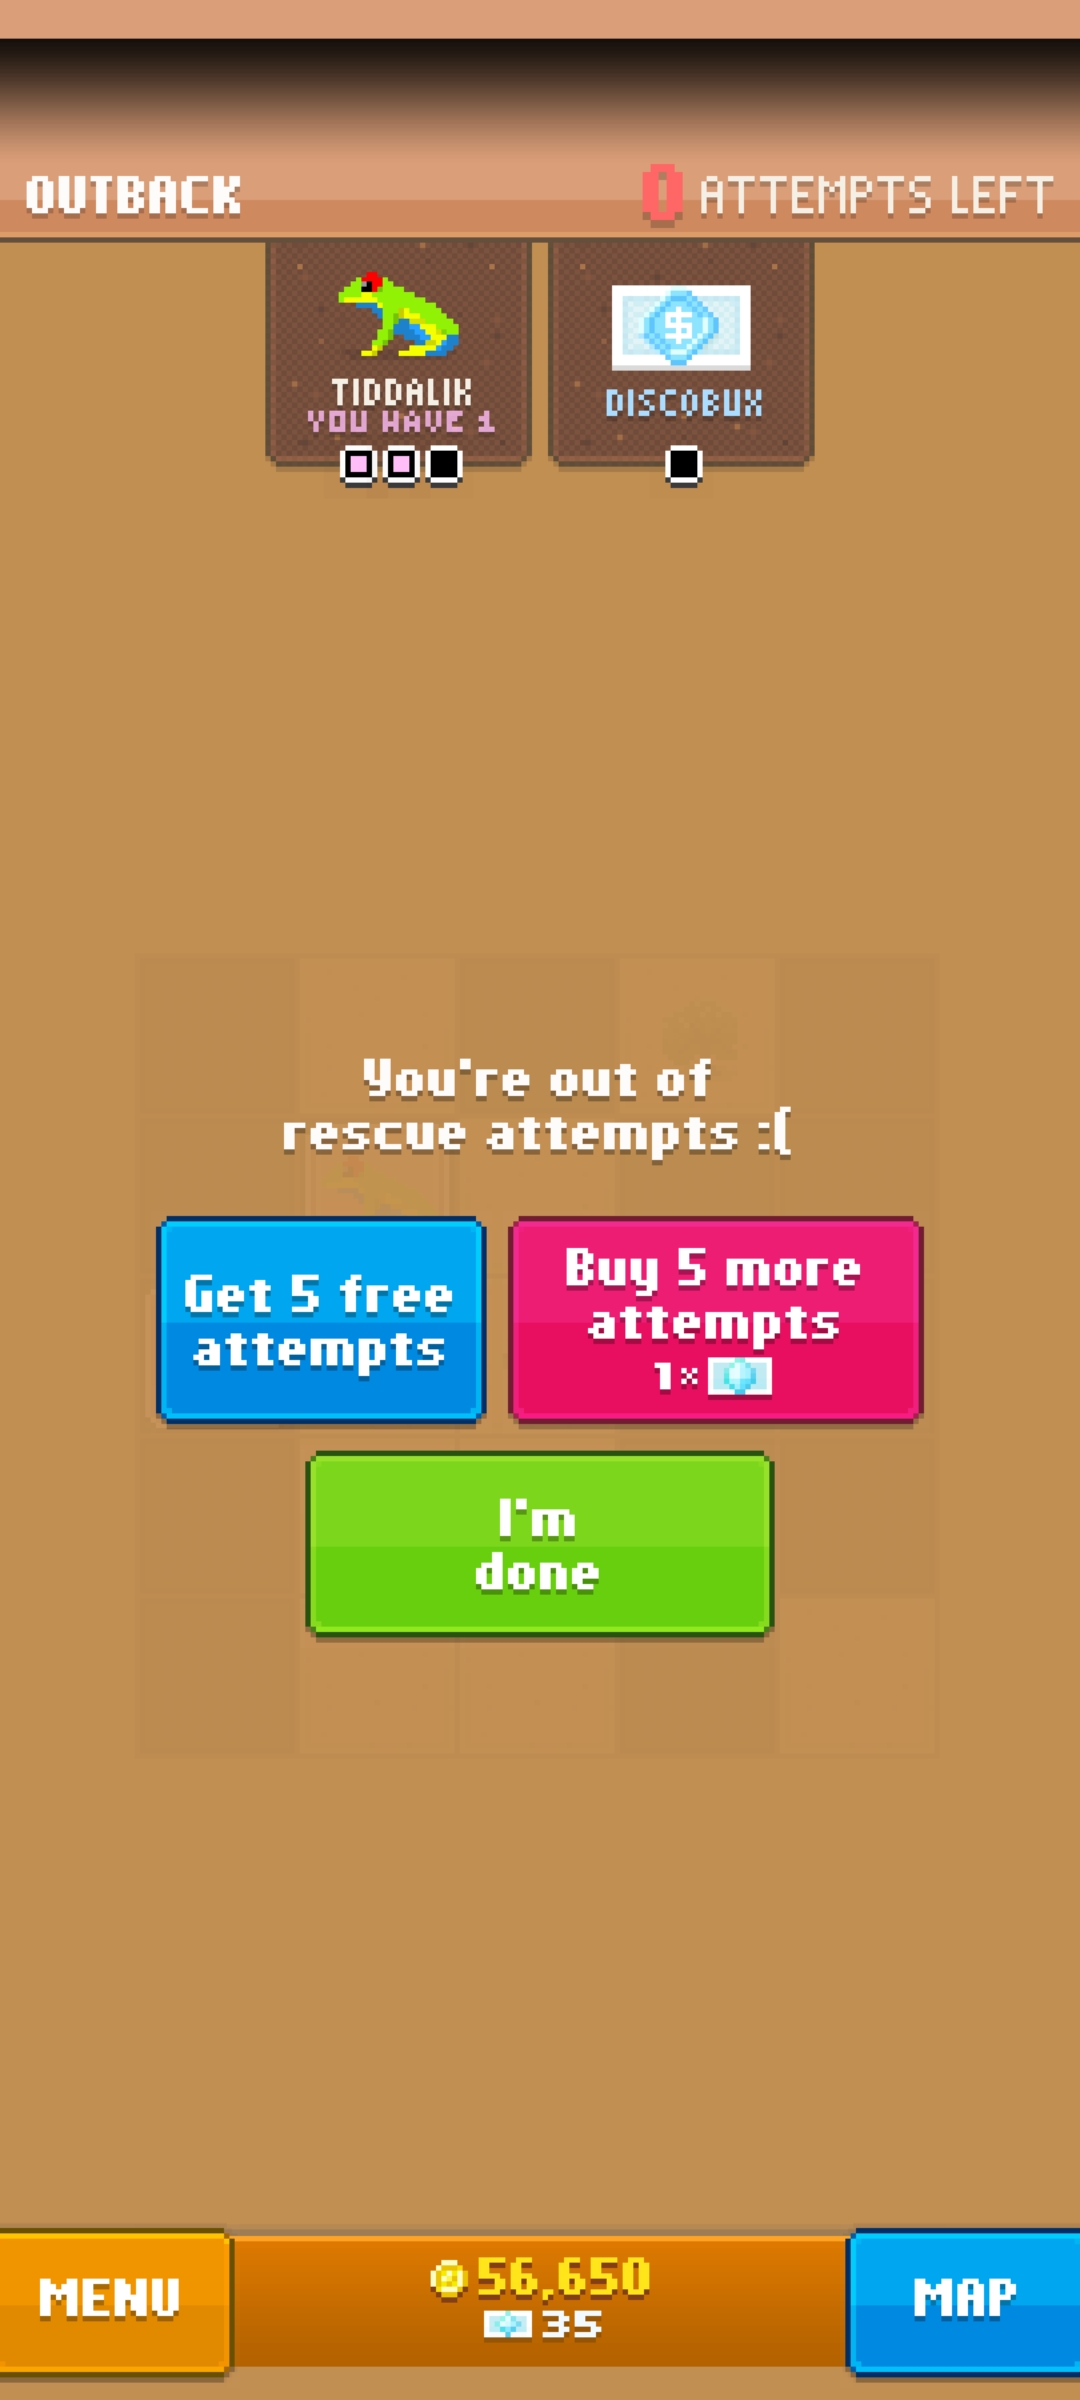 OUTBACK
0 ATTEMPTS LEFT
TIDDALIK
YOU HAVE 1
$
DISCOBUX
You're out of
rescue attempts :(
Get 5 free
attempts
Buy 5 more
attempts
1×
I'm
done
MENU
56,650
35
MAP